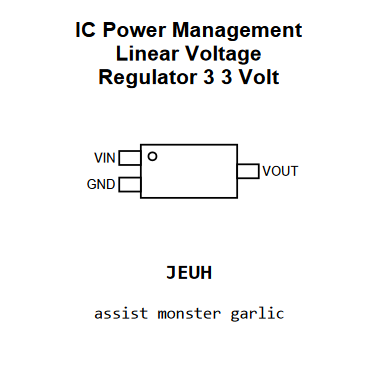 IC Power Management
Linear Voltage
Regulator 3 3 Volt
VIN
GND
VOUT
JEUH
assist monster garlic